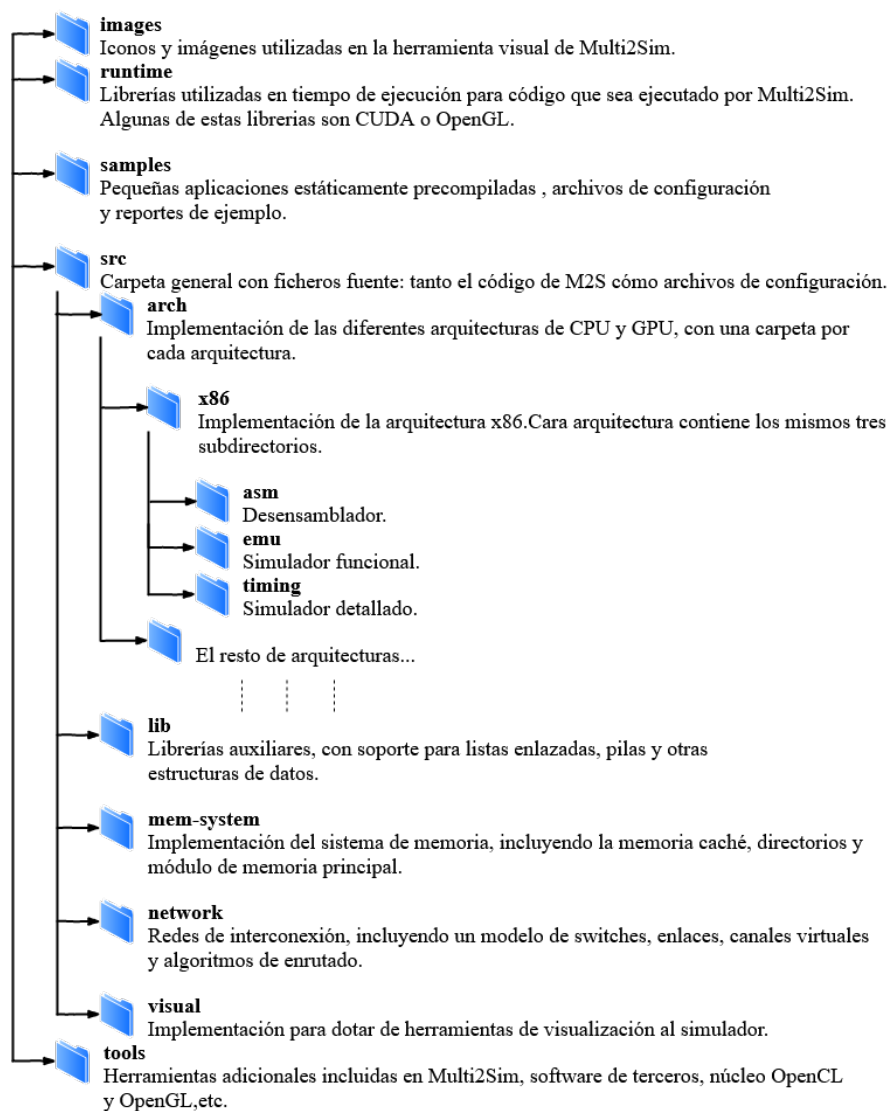 images
Iconos y imágenes utilizadas en la herramienta visual de Multi2Sim.
runtime
Librerías utilizadas en tiempo de ejecución para código que sea ejecutado por Multi2Sim.
Algunas de estas librerias son CUDA o OpenGL.
samples
Pequeñas aplicaciones estáticamente precompiladas , archivos de configuración
y reportes de ejemplo.
src
Carpeta general con ficheros fuente: tanto el código de M2S cómo archivos de configuración.
arch
Implementación de las diferentes arquitecturas de CPU y GPU, con una carpeta por
cada arquitectura.
x86
Implementación de la arquitectura x86.Cara arquitectura contiene los mismos tres
subdirectorios.
asm
Desensamblador.
emu
Simulador funcional.
timing
Simulador detallado.
El resto de arquitecturas...
lib
Librerías auxiliares, con soporte para listas enlazadas, pilas y otras
estructuras de datos.
mem-system
Implementación del sistema de memoria, incluyendo la memoria caché, directorios y
módulo de memoria principal.
network
Redes de interconexión, incluyendo un modelo de switches, enlaces, canales virtuales
y algoritmos de enrutado.
visual
Implementación para dotar de herramientas de visualización al simulador.
tools
Herramientas adicionales incluidas en Multi2Sim, software de terceros, núcleo OpenCL
y OpenGL,etc.